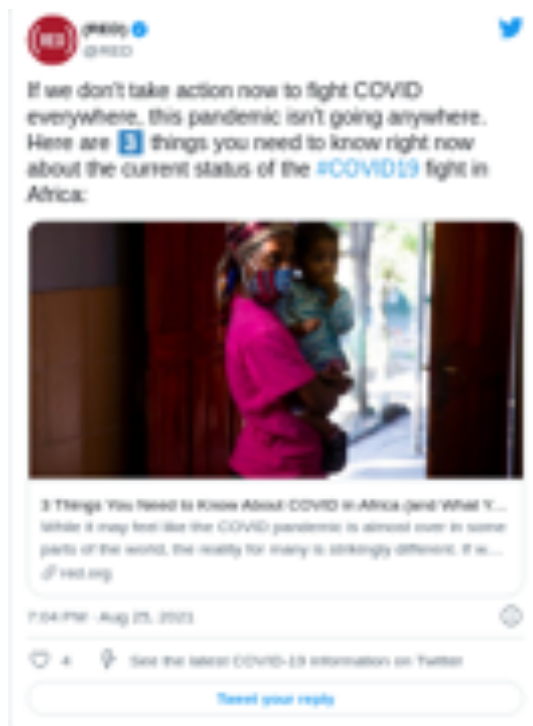 (RED)
@RED
If we don't take action now to fight COVID
everywhere, this pandemic isn't going anywhere.
Here are 3 things you need to know right now
about the current status of the #COVID19 fight in
Africa:
3 Things You Need to Know About COVID in Africa (and What Y...
While it may feel like the COVID pandemic is almost over in some
parts of the world, the reality for many is strikingly different. If w...
red.org
7:04 PM · Aug 25, 2021
4
See the latest COVID-19 information on Twitter
Tweet your reply